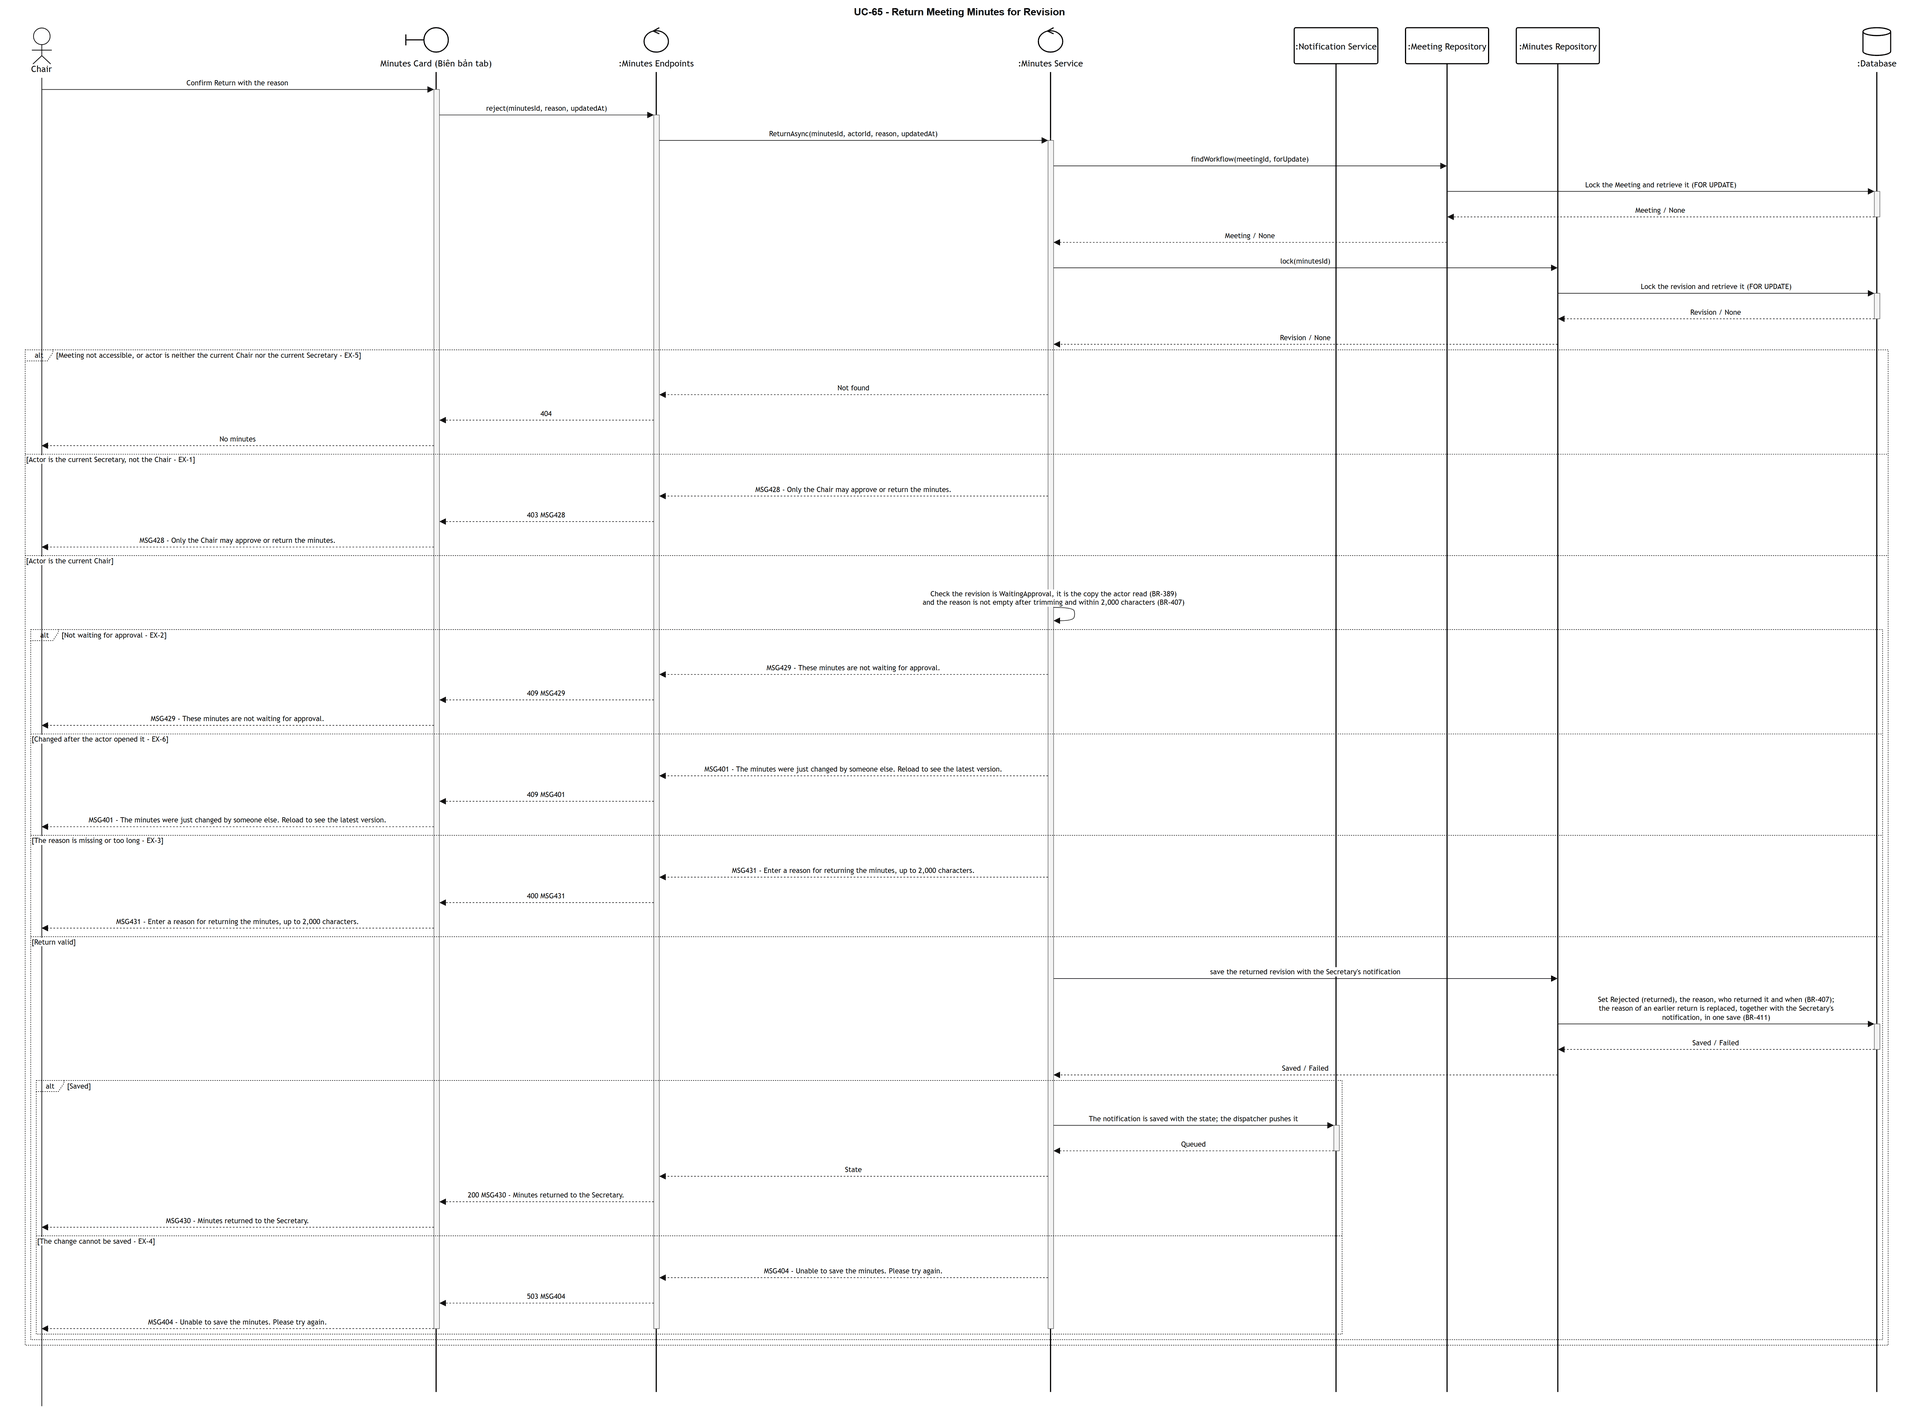 UC-65 - Return Meeting Minutes for Revision
Chair
Minutes Card (Biên bản tab)
:Minutes Endpoints
:Minutes Service
:Notification Service
:Meeting Repository
:Minutes Repository
:Database
Confirm Return with the reason
reject(minutesId, reason, updatedAt)
ReturnAsync(minutesId, actorId, reason, updatedAt)
findWorkflow(meetingId, forUpdate)
Lock the Meeting and retrieve it (FOR UPDATE)
Meeting / None
Meeting / None
lock(minutesId)
Lock the revision and retrieve it (FOR UPDATE)
Revision / None
Revision / None
alt [Meeting not accessible, or actor is neither the current Chair nor the current Secretary - EX-5]
Not found
404
No minutes
[Actor is the current Secretary, not the Chair - EX-1]
MSG428 - Only the Chair may approve or return the minutes.
403 MSG428
MSG428 - Only the Chair may approve or return the minutes.
[Actor is the current Chair]
Check the revision is WaitingApproval, it is the copy the actor read (BR-389)
and the reason is not empty after trimming and within 2,000 characters (BR-407)
alt [Not waiting for approval - EX-2]
MSG429 - These minutes are not waiting for approval.
409 MSG429
MSG429 - These minutes are not waiting for approval.
[Changed after the actor opened it - EX-6]
MSG401 - The minutes were just changed by someone else. Reload to see the latest version.
409 MSG401
MSG401 - The minutes were just changed by someone else. Reload to see the latest version.
[The reason is missing or too long - EX-3]
MSG431 - Enter a reason for returning the minutes, up to 2,000 characters.
400 MSG431
MSG431 - Enter a reason for returning the minutes, up to 2,000 characters.
[Return valid]
save the returned revision with the Secretary's notification
Set Rejected (returned), the reason, who returned it and when (BR-407);
the reason of an earlier return is replaced, together with the Secretary's
notification, in one save (BR-411)
Saved / Failed
Saved / Failed
alt [Saved]
The notification is saved with the state; the dispatcher pushes it
Queued
State
200 MSG430 - Minutes returned to the Secretary.
MSG430 - Minutes returned to the Secretary.
[The change cannot be saved - EX-4]
MSG404 - Unable to save the minutes. Please try again.
503 MSG404
MSG404 - Unable to save the minutes. Please try again.